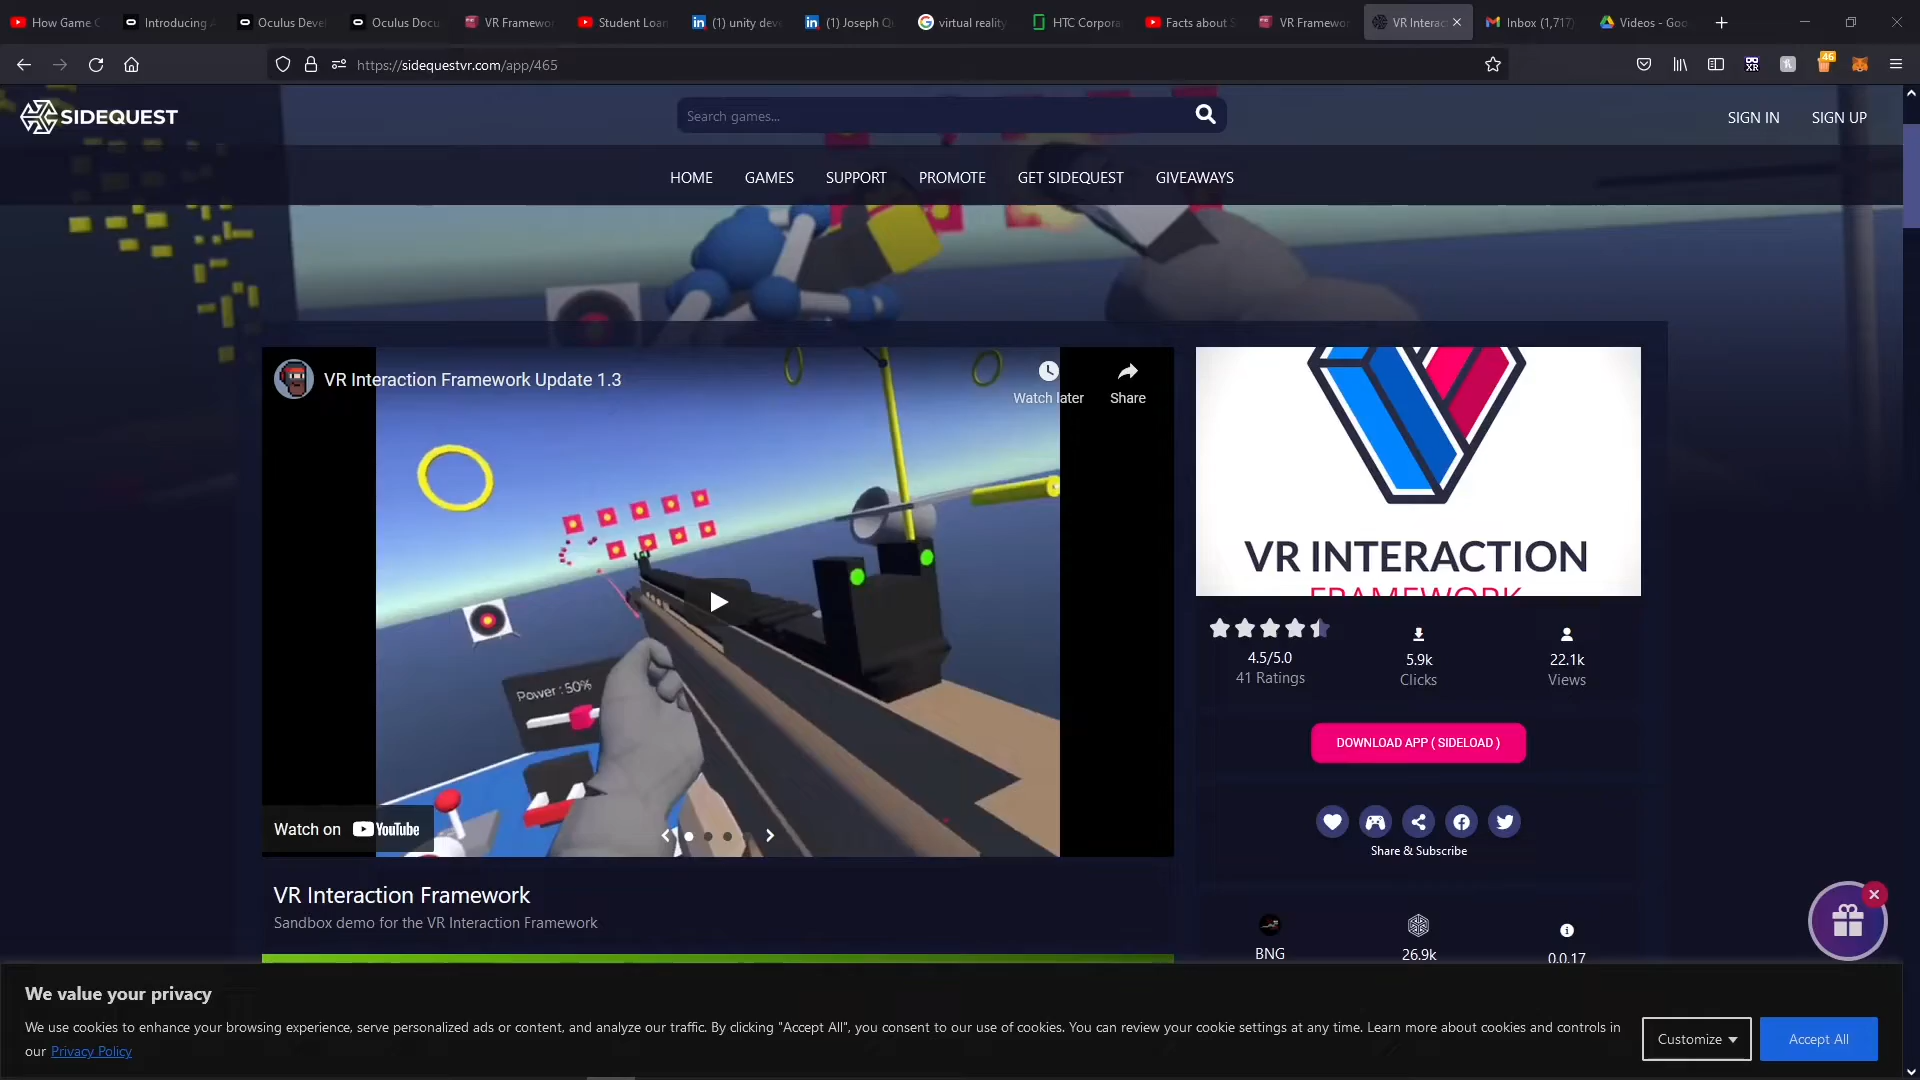 How Game C
Introducing A
Oculus Devel
Oculus Docu
VR Framewor
Student Loan
(1) unity deve
(1) Joseph Qu
virtual reality
HTC Corpora
Facts about S
VR Framewor
VR Interact
Inbox (1,717)
Videos - Goo
https://sidequestvr.com/app/465
46
SIDEQUEST
Search games...
SIGN IN
SIGN UP
HOME
GAMES
SUPPORT
PROMOTE
GET SIDEQUEST
GIVEAWAYS
VR Interaction Framework Update 1.3
Watch later
Share
Power : 50%
Watch on YouTube
VR INTERACTION
FRAMEWORK
4.5/5.0
41 Ratings
5.9k
Clicks
22.1k
Views
DOWNLOAD APP ( SIDELOAD )
Share & Subscribe
VR Interaction Framework
Sandbox demo for the VR Interaction Framework
BNG
26.9k
0.0.17
We value your privacy
We use cookies to enhance your browsing experience, serve personalized ads or content, and analyze our traffic. By clicking "Accept All", you consent to our use of cookies. You can review your cookie settings at any time. Learn more about cookies and controls in
our Privacy Policy
Customize
Accept All